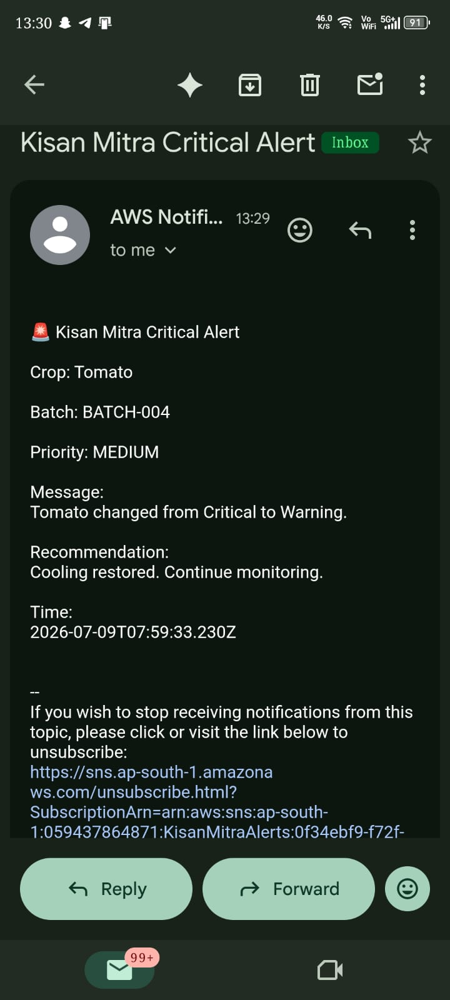 13:30
46.0 K/S Vo WiFi 5G+ 91
Kisan Mitra Critical Alert Inbox
AWS Notifi... 13:29
to me
🚨 Kisan Mitra Critical Alert
Crop: Tomato
Batch: BATCH-004
Priority: MEDIUM
Message:
Tomato changed from Critical to Warning.
Recommendation:
Cooling restored. Continue monitoring.
Time:
2026-07-09T07:59:33.230Z
--
If you wish to stop receiving notifications from this
topic, please click or visit the link below to
unsubscribe:
https://sns.ap-south-1.amazona
ws.com/unsubscribe.html?
SubscriptionArn=arn:aws:sns:ap-south-
1:059437864871:KisanMitraAlerts:0f34ebf9-f72f-
Reply Forward
99+